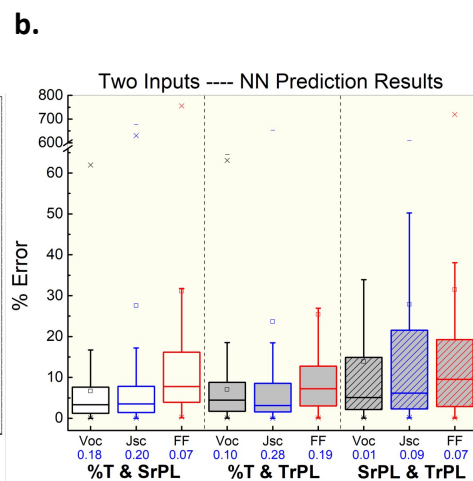 b.
Two Inputs ---- NN Prediction Results
800
700
600
60
50
40
30
20
10
0
% Error
Voc Jsc FF Voc Jsc FF Voc Jsc FF
0.18 0.20 0.07 0.10 0.28 0.19 0.01 0.09 0.07
%T & SrPL %T & TrPL SrPL & TrPL